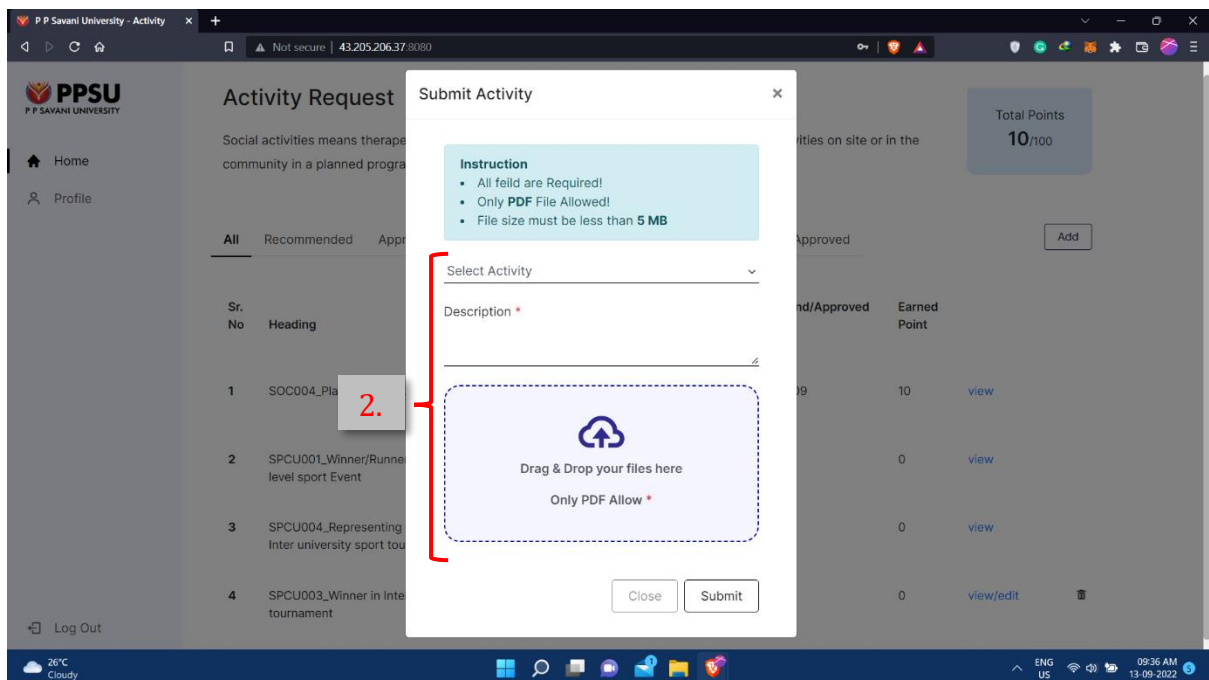 P P Savani University - Activity
Not secure | 43.205.206.37:8080
PPSU
P P SAVANI UNIVERSITY
Home
Profile
Log Out
Activity Request
Social activities means therape
ities on site or in the
community in a planned progra
Total Points
10/100
All Recommended Appr
Approved
Add
Sr.
No
Heading
nd/Approved
Earned
Point
1 SOC004_Pla
09 10 view
2 SPCU001_Winner/Runne
level sport Event
0 view
3 SPCU004_Representing
Inter university sport tou
0 view
4 SPCU003_Winner in Inte
tournament
0 view/edit
Submit Activity
Instruction
• All feild are Required!
• Only PDF File Allowed!
• File size must be less than 5 MB
Select Activity
Description *
2.
Drag & Drop your files here
Only PDF Allow *
Close Submit
26°C
Cloudy
ENG
US
09:36 AM
13-09-2022
5